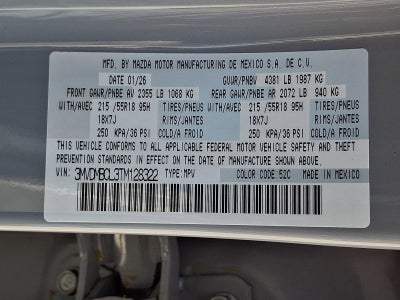 MFD. BY MAZDA MOTOR MANUFACTURING DE MEXICO S.A. DE C.V.
DATE 01/26 GVWR/PNBV 4381 LB 1987 KG
FRONT GAWR/PNBE AV 2355 LB 1068 KG REAR GAWR/PNBE AR 2072 LB 940 KG
WITH/AVEC 215 /55R18 95H TIRES/PNEUS WITH/AVEC 215 /55R18 95H TIRES/PNEUS
18X7J RIMS/JANTES 18X7J RIMS/JANTES
250 KPA/36 PSI COLD/A FROID 250 KPA/36 PSI COLD/A FROID
THIS VEHICLE CONFORMS TO ALL APPLICABLE FEDERAL MOTOR VEHICLE SAFETY AND THEFT
PREVENTION STANDARDS IN EFFECT ON THE DATE OF MANUFACTURE SHOWN ABOVE.
VIN: 3MVDMBCL3TM128322 TYPE:MPV COLOR CODE: 52C MADE IN MEXICO